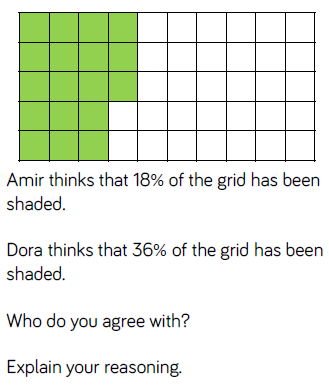 Amir thinks that 18% of the grid has been
shaded.
Dora thinks that 36% of the grid has been
shaded.
Who do you agree with?
Explain your reasoning.